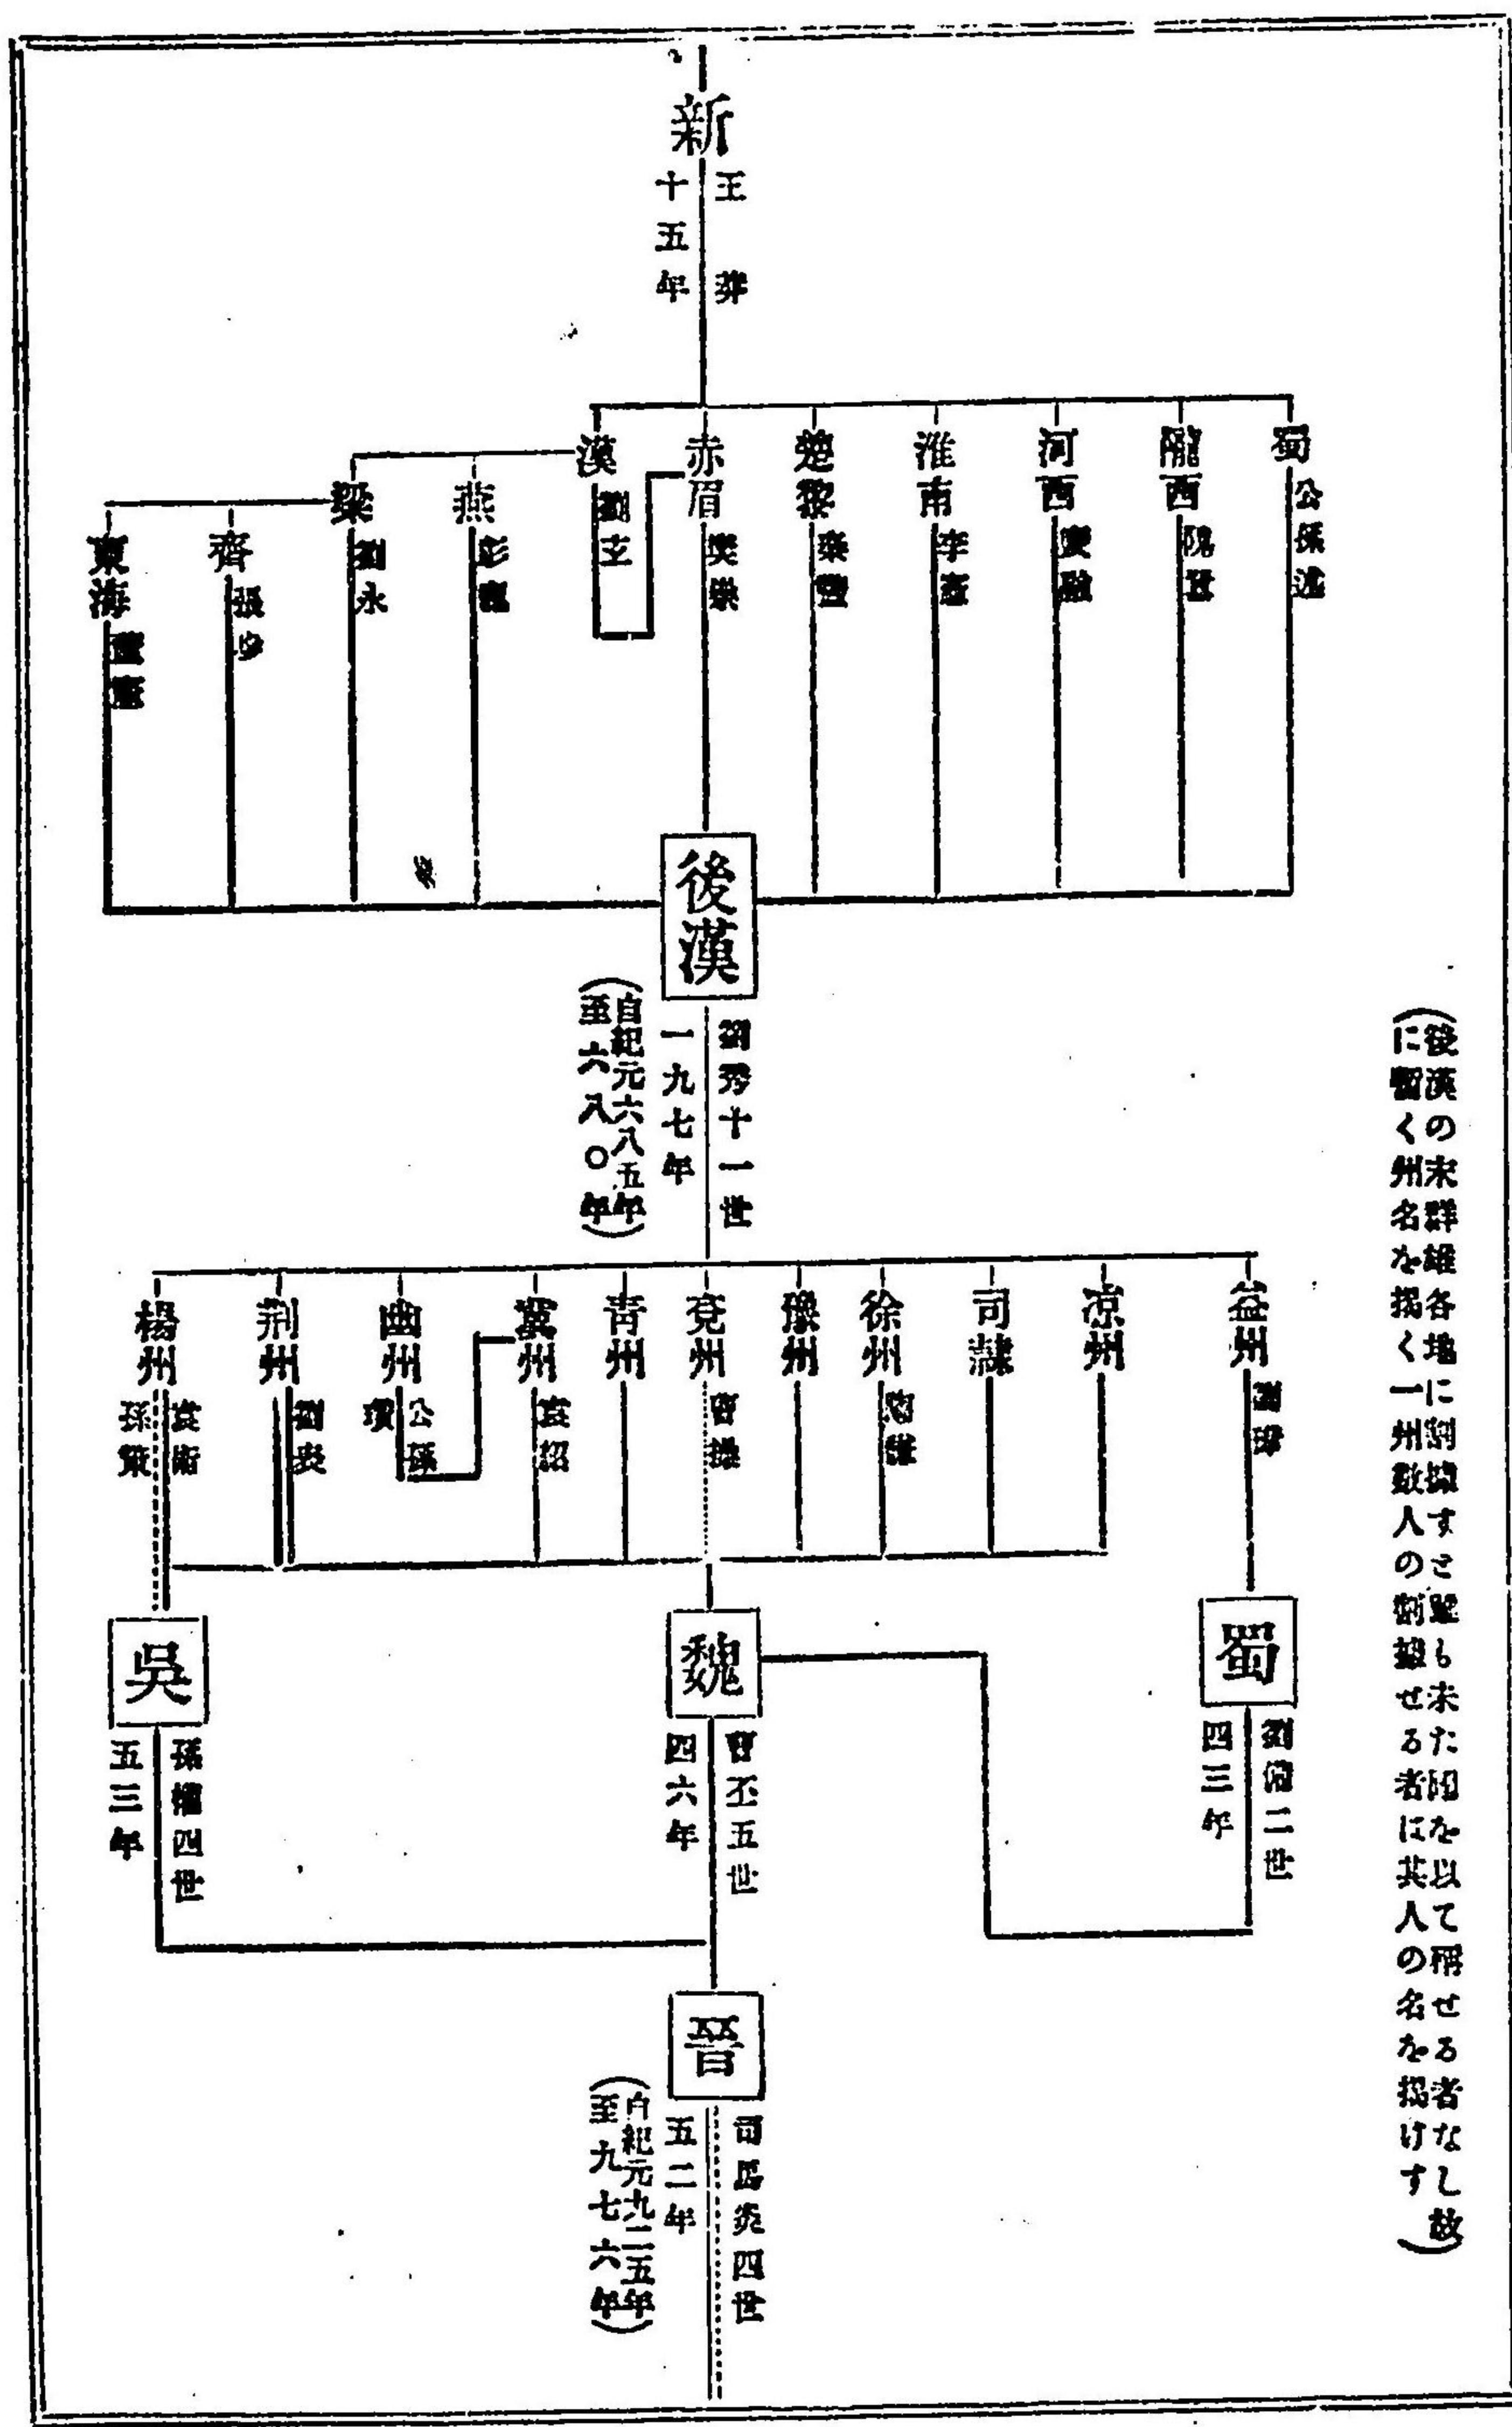 新
王莽
十五年
蜀
公孫述
隴西
隗囂
河西
竇融
淮南
李憲
楚黎
秦豐
赤眉
樊崇
漢
劉玄
燕
彭寵
梁
劉永
齊
張步
東海
董憲
後漢
劉秀十一世
一九七年
(自紀元六八五年
至六八〇年)
(後漢の末群雄各地に割據すと雖も未た國を以て稱せる者なし故
に暫く州名を揭く一州數人の割據せる者には其人の名を揭けす)
益州
劉璋
凉州
司隷
徐州
陶謙
豫州
兗州
曹操
青州
冀州
袁紹
幽州
公孫
瓚
荆州
劉表
楊州
袁術
孫策
蜀
劉備二世
四三年
魏
曹丕五世
四六年
吳
孫權四世
五三年
晉
司馬炎四世
五二年
(自紀元九二五年
至九七六年)